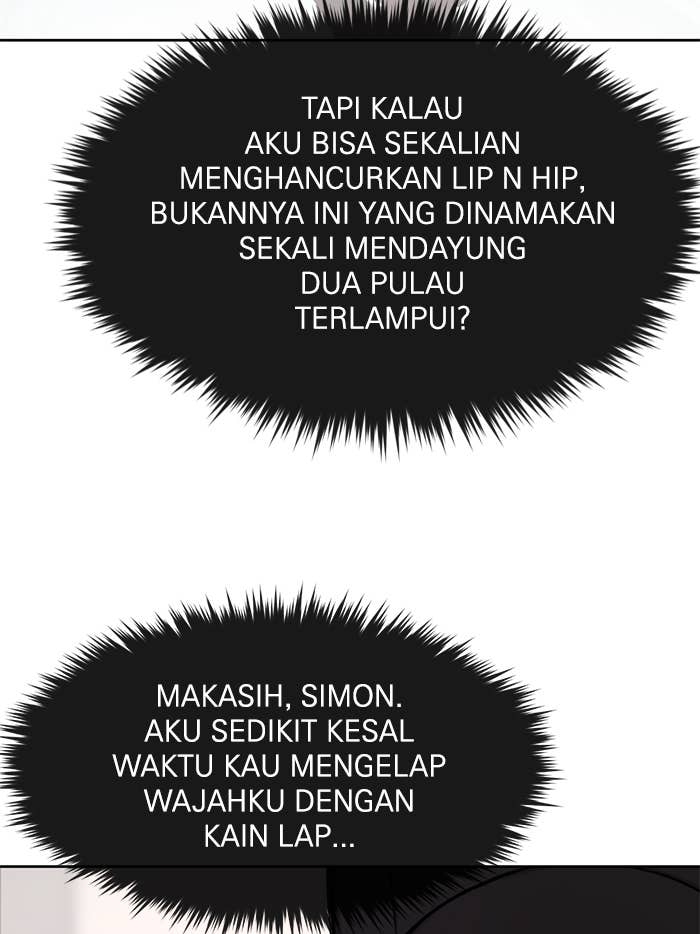 TAPI KALAU
AKU BISA SEKALIAN
MENGHANCURKAN LIP N HIP,
BUKANNYA INI YANG DINAMAKAN
SEKALI MENDAYUNG
DUA PULAU
TERLAMPUI?
MAKASIH, SIMON.
AKU SEDIKIT KESAL
WAKTU KAU MENGELAP
WAJAHKU DENGAN
KAIN LAP...